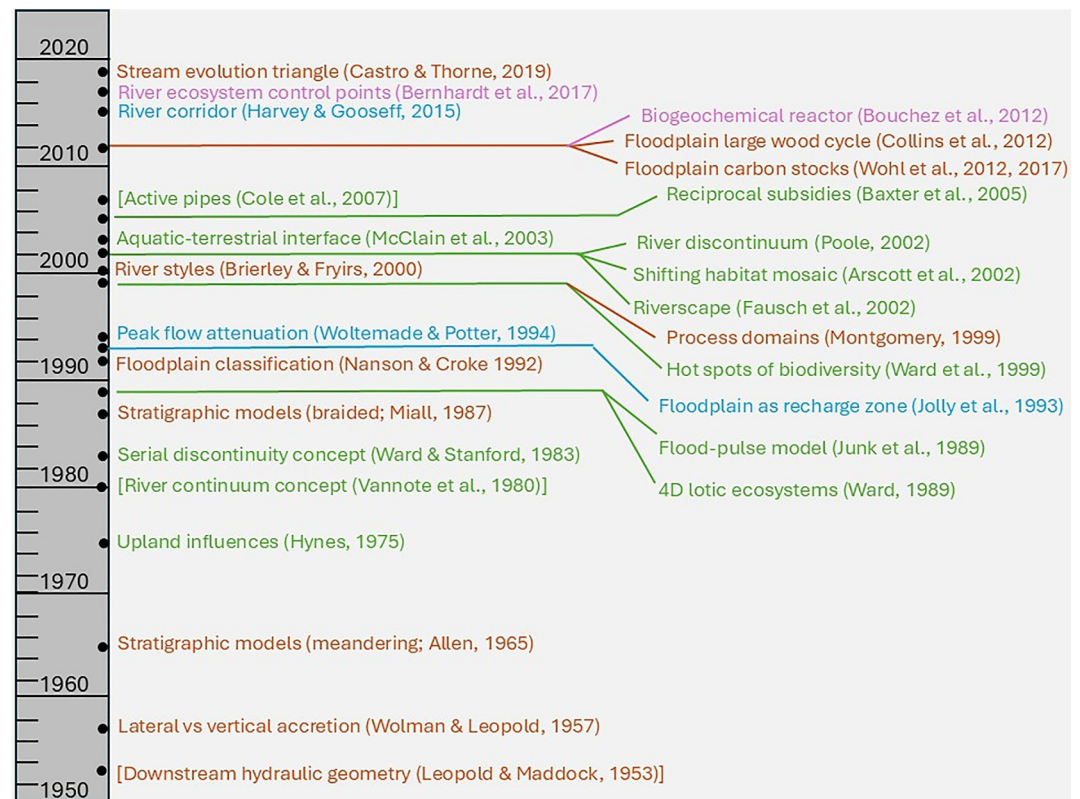 2020
Stream evolution triangle (Castro & Thorne, 2019)
River ecosystem control points (Bernhardt et al., 2017)
River corridor (Harvey & Gooseff, 2015)
Biogeochemical reactor (Bouchez et al., 2012)
Floodplain large wood cycle (Collins et al., 2012)
2010
Floodplain carbon stocks (Wohl et al., 2012, 2017)
[Active pipes (Cole et al., 2007)]
Reciprocal subsidies (Baxter et al., 2005)
Aquatic-terrestrial interface (McClain et al., 2003)
River discontinuum (Poole, 2002)
2000
River styles (Brierley & Fryirs, 2000)
Shifting habitat mosaic (Arscott et al., 2002)
Riverscape (Fausch et al., 2002)
Peak flow attenuation (Woltemade & Potter, 1994)
Process domains (Montgomery, 1999)
1990
Floodplain classification (Nanson & Croke 1992)
Hot spots of biodiversity (Ward et al., 1999)
Floodplain as recharge zone (Jolly et al., 1993)
Stratigraphic models (braided; Miall, 1987)
Flood-pulse model (Junk et al., 1989)
Serial discontinuity concept (Ward & Stanford, 1983)
1980
[River continuum concept (Vannote et al., 1980)]
4D lotic ecosystems (Ward, 1989)
Upland influences (Hynes, 1975)
1970
Stratigraphic models (meandering; Allen, 1965)
1960
Lateral vs vertical accretion (Wolman & Leopold, 1957)
[Downstream hydraulic geometry (Leopold & Maddock, 1953)]
1950